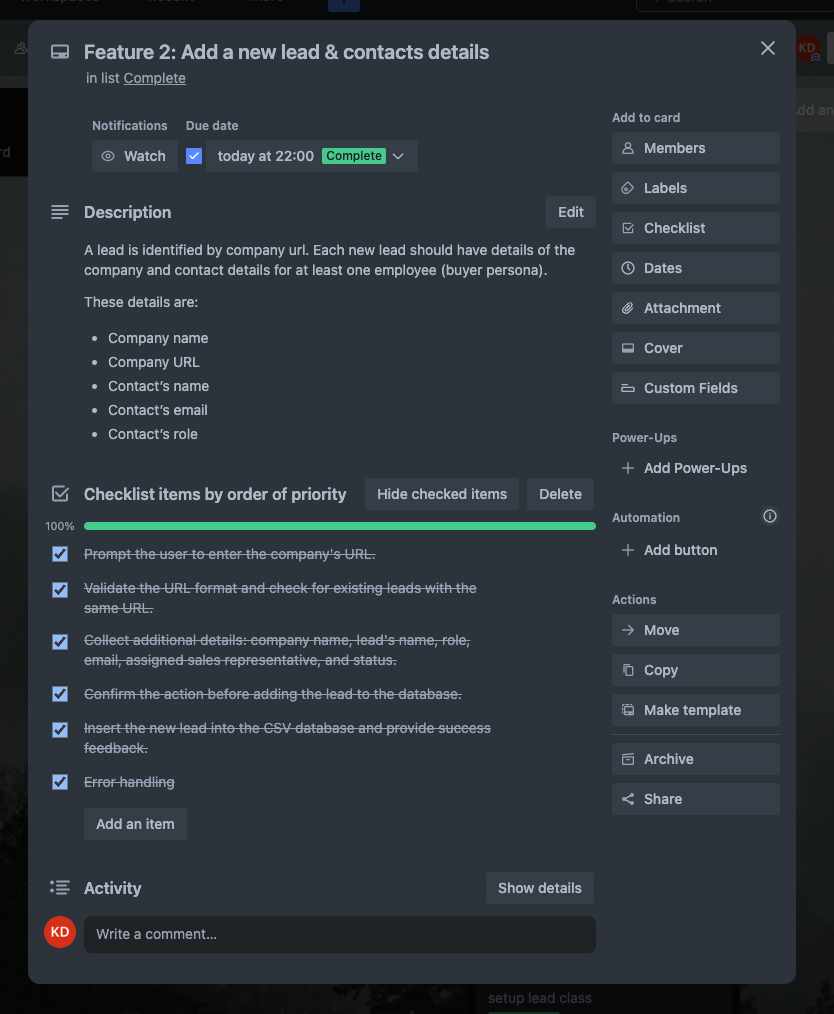 Search
KD
Feature 2: Add a new lead & contacts details
in list Complete
Notifications
Due date
Watch
today at 22:00 Complete
Description
Edit
A lead is identified by company url. Each new lead should have details of the
company and contact details for at least one employee (buyer persona).
These details are:
• Company name
• Company URL
• Contact’s name
• Contact’s email
• Contact’s role
Checklist items by order of priority
Hide checked items
Delete
100%
Prompt the user to enter the company's URL.
Validate the URL format and check for existing leads with the
same URL.
Collect additional details: company name, lead's name, role,
email, assigned sales representative, and status.
Confirm the action before adding the lead to the database.
Insert the new lead into the CSV database and provide success
feedback.
Error handling
Add an item
Activity
Show details
KD
Write a comment…
Add to card
Members
Labels
Checklist
Dates
Attachment
Cover
Custom Fields
Power-Ups
+ Add Power-Ups
Automation
+ Add button
Actions
Move
Copy
Make template
Archive
Share
setup lead class